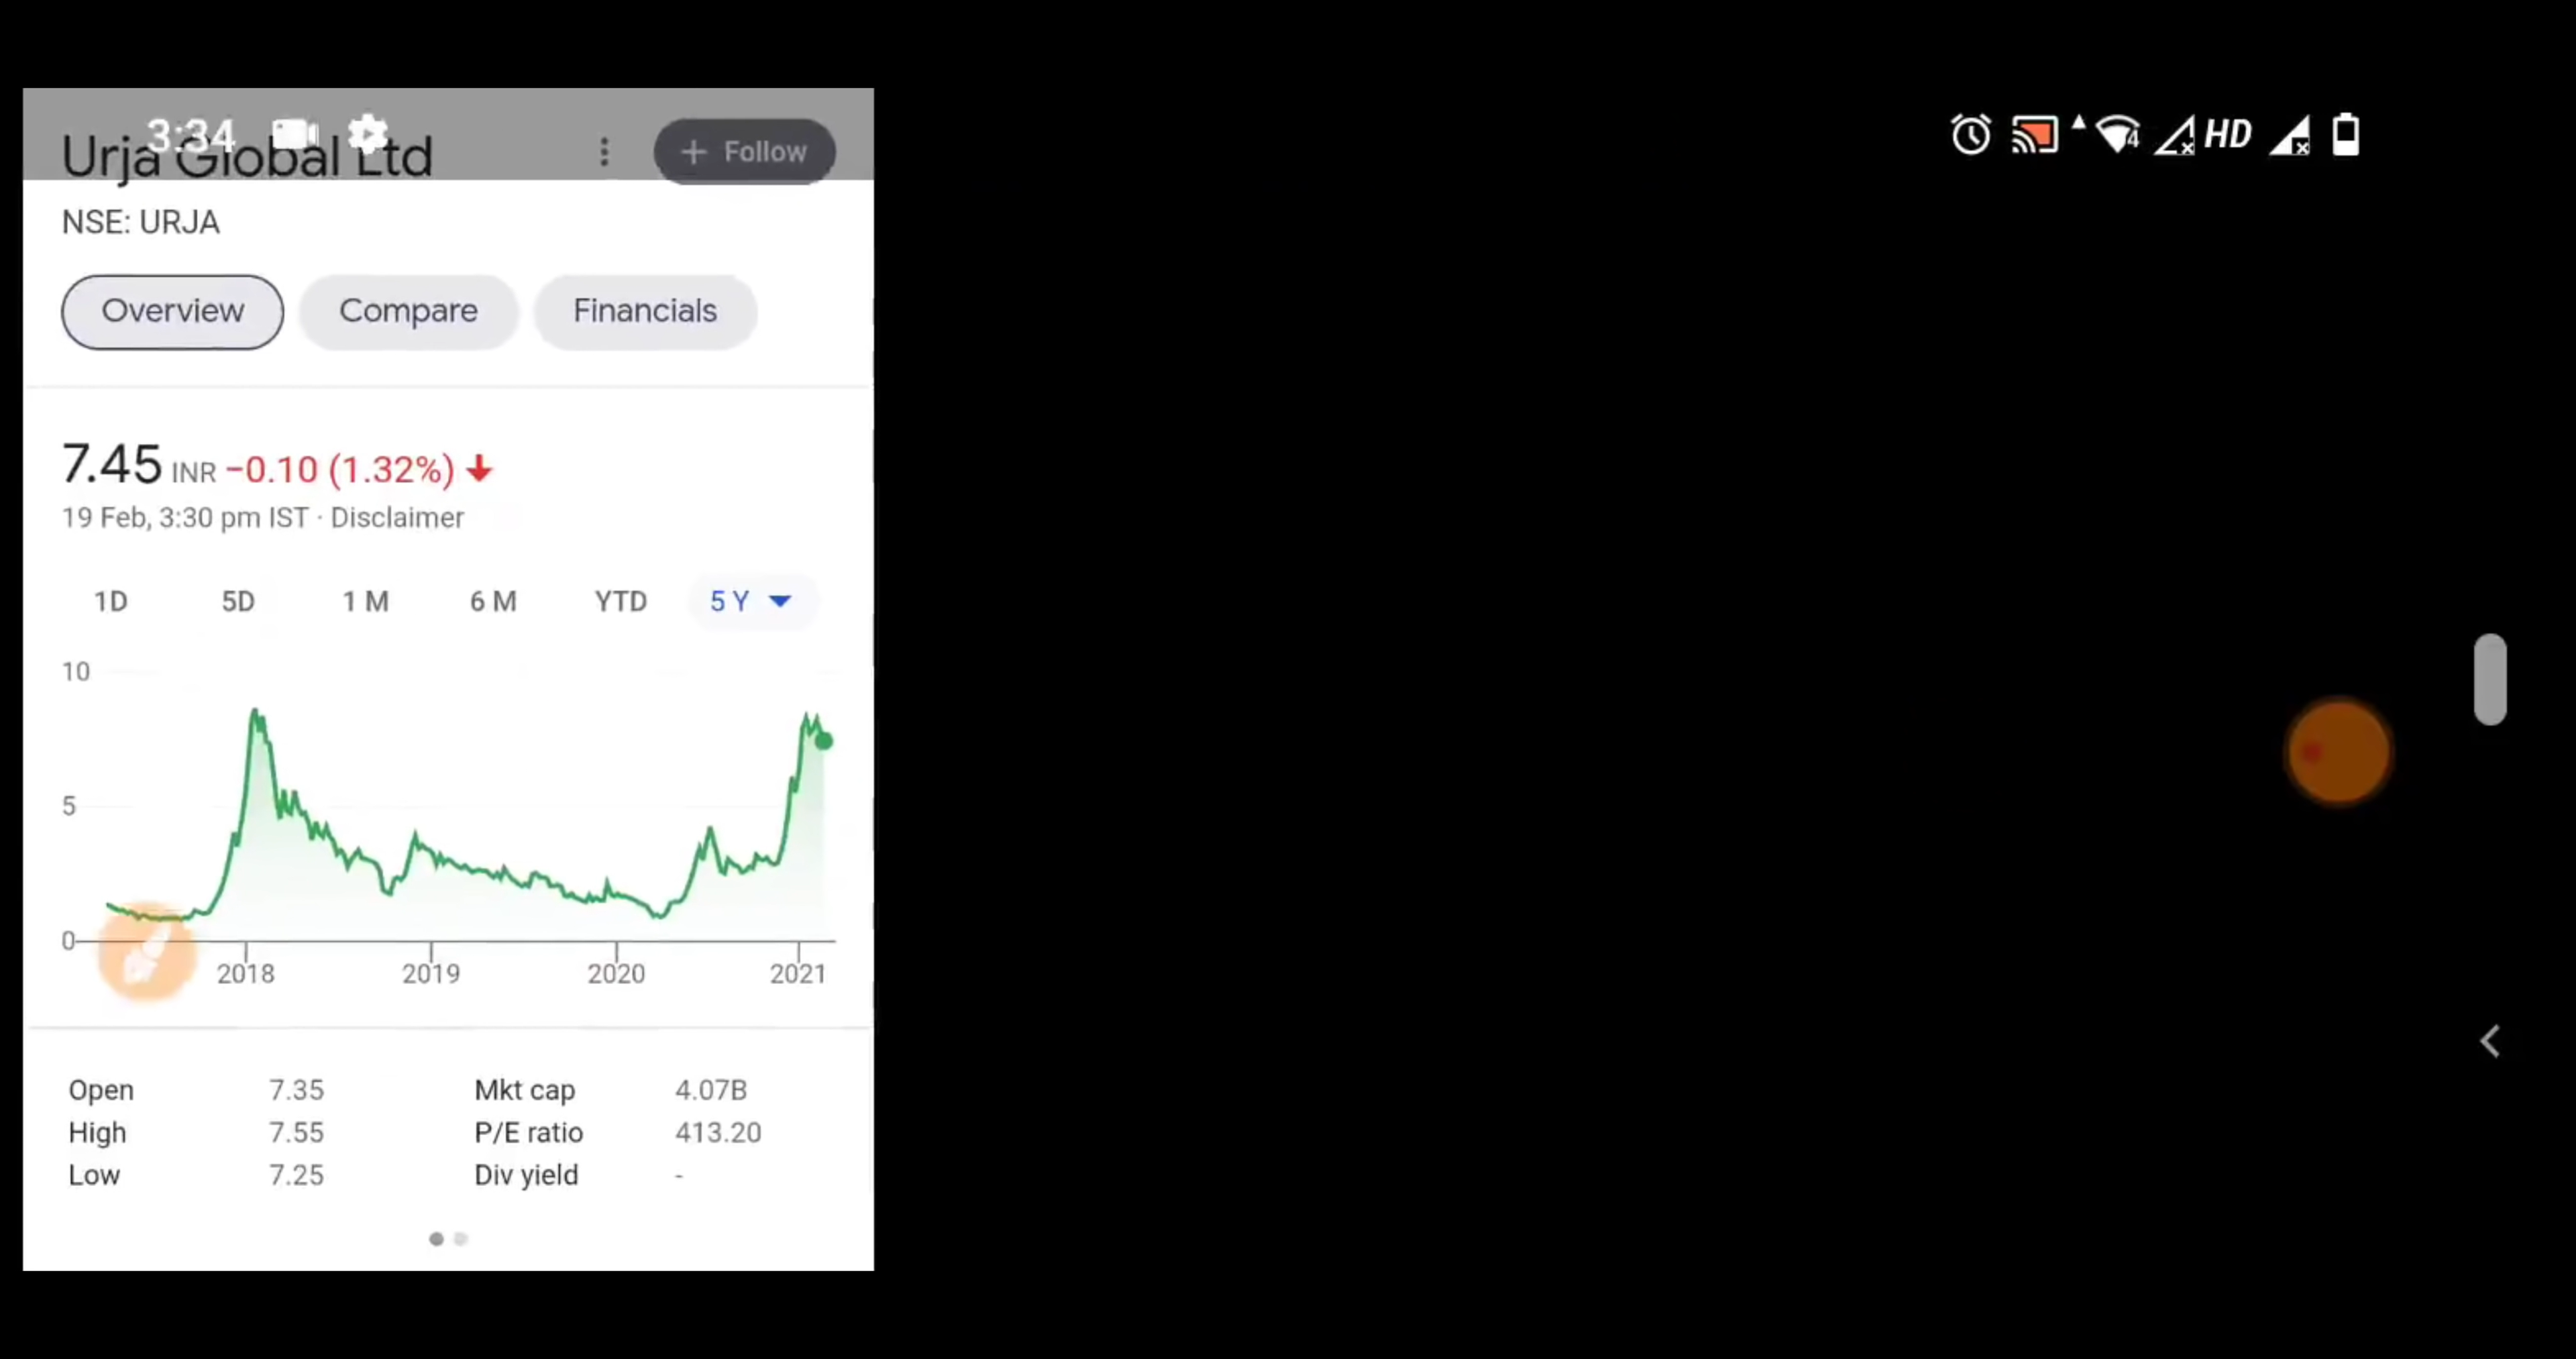 3:34
HD
Urja Global Ltd
+ Follow
NSE: URJA
Overview Compare Financials
7.45 INR −0.10 (1.32%)
19 Feb, 3:30 pm IST · Disclaimer
1D 5D 1 M 6 M YTD 5 Y
10
5
0
2018 2019 2020 2021
Open 7.35 Mkt cap 4.07B
High 7.55 P/E ratio 413.20
Low 7.25 Div yield -